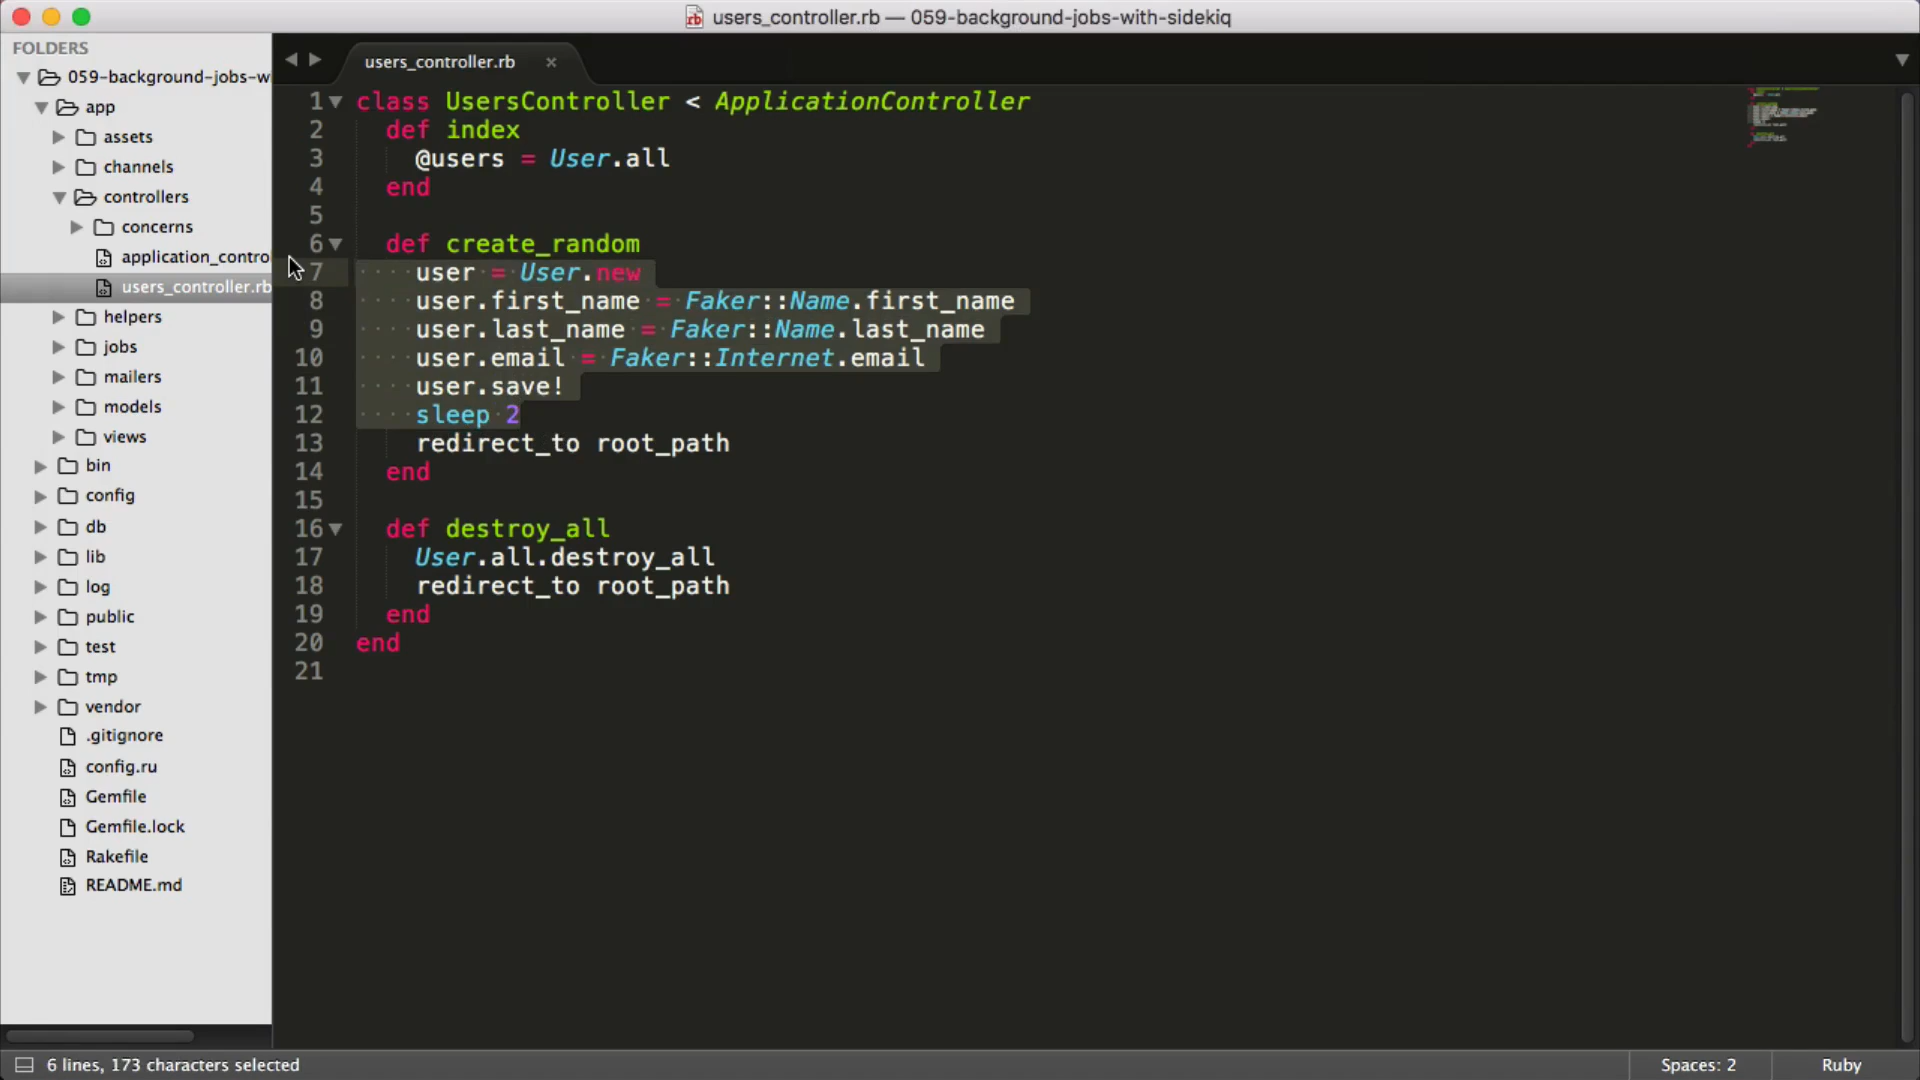 users_controller.rb — 059-background-jobs-with-sidekiq
FOLDERS
059-background-jobs-w
app
assets
channels
controllers
concerns
application_contro
users_controller.rb
helpers
jobs
mailers
models
views
bin
config
db
lib
log
public
test
tmp
vendor
.gitignore
config.ru
Gemfile
Gemfile.lock
Rakefile
README.md
users_controller.rb
1 class UsersController < ApplicationController
2 def index
3 @users = User.all
4 end
5
6 def create_random
7 user = User.new
8 user.first_name = Faker::Name.first_name
9 user.last_name = Faker::Name.last_name
10 user.email = Faker::Internet.email
11 user.save!
12 sleep 2
13 redirect_to root_path
14 end
15
16 def destroy_all
17 User.all.destroy_all
18 redirect_to root_path
19 end
20 end
21
6 lines, 173 characters selected
Spaces: 2
Ruby